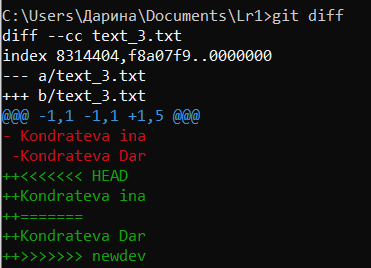 C:\Users\Дарина\Documents\Lr1>git diff
diff --cc text_3.txt
index 8314404,f8a07f9..0000000
--- a/text_3.txt
+++ b/text_3.txt
@@@ -1,1 -1,1 +1,5 @@@
- Kondrateva ina
 -Kondrateva Dar
++<<<<<<< HEAD
++Kondrateva ina
++=======
++Kondrateva Dar
++>>>>>>> newdev